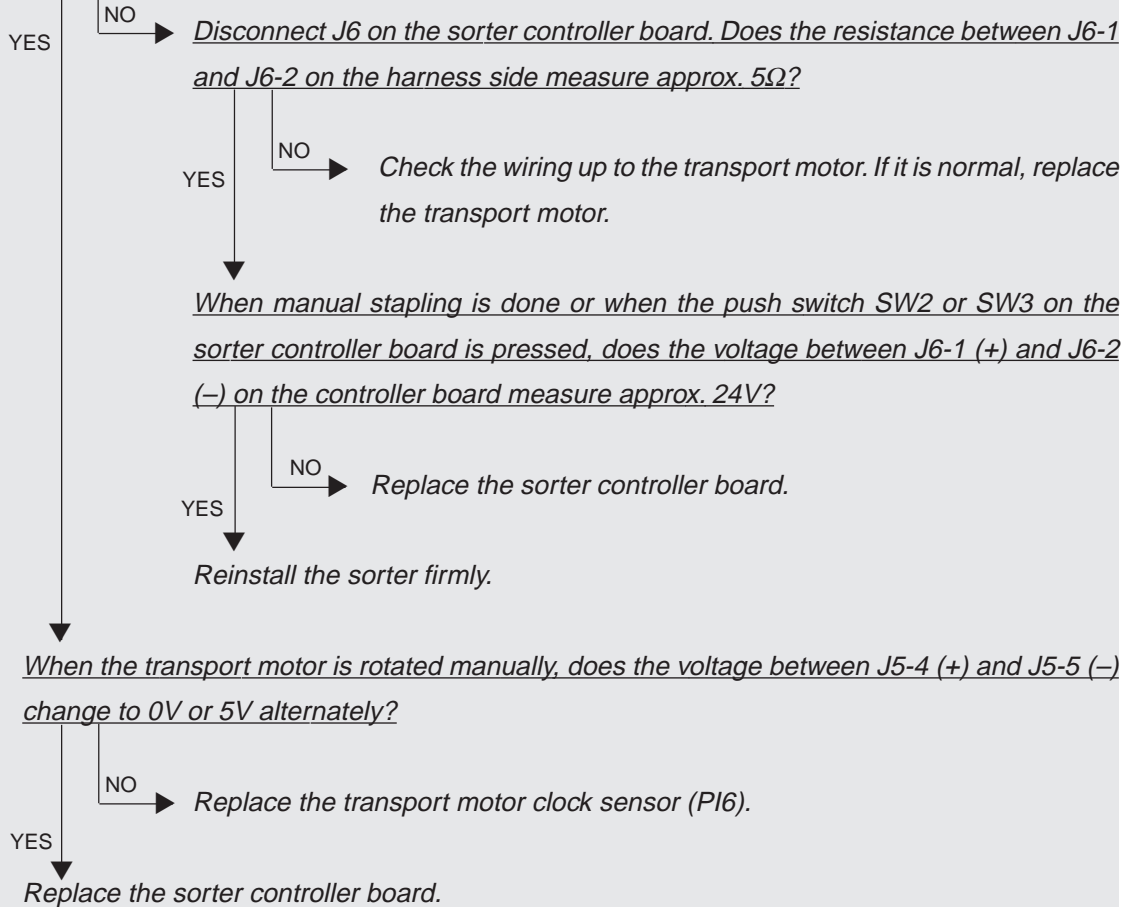 NO
YES
Disconnect J6 on the sorter controller board. Does the resistance between J6-1
and J6-2 on the harness side measure approx. 5Ω?
NO
YES
Check the wiring up to the transport motor. If it is normal, replace
the transport motor.
When manual stapling is done or when the push switch SW2 or SW3 on the
sorter controller board is pressed, does the voltage between J6-1 (+) and J6-2
(–) on the controller board measure approx. 24V?
NO
Replace the sorter controller board.
YES
Reinstall the sorter firmly.
When the transport motor is rotated manually, does the voltage between J5-4 (+) and J5-5 (–)
change to 0V or 5V alternately?
NO
Replace the transport motor clock sensor (PI6).
YES
Replace the sorter controller board.